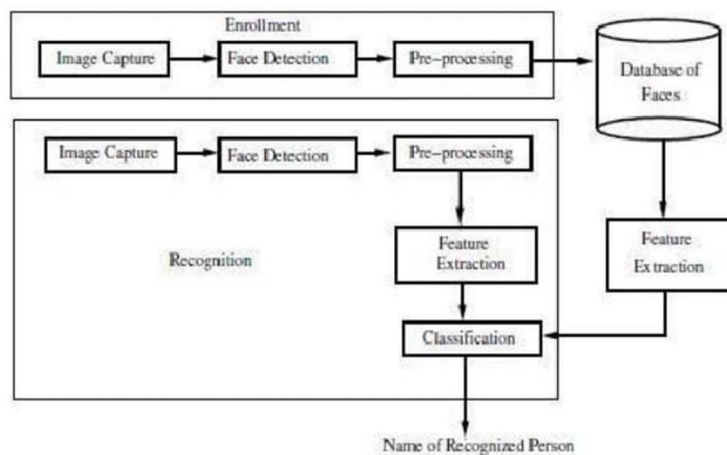 Enrollment
Image Capture
Face Detection
Pre-processing
Database of
Faces
Image Capture
Face Detection
Pre-processing
Recognition
Feature
Extraction
Feature
Extraction
Classification
Name of Recognized Person